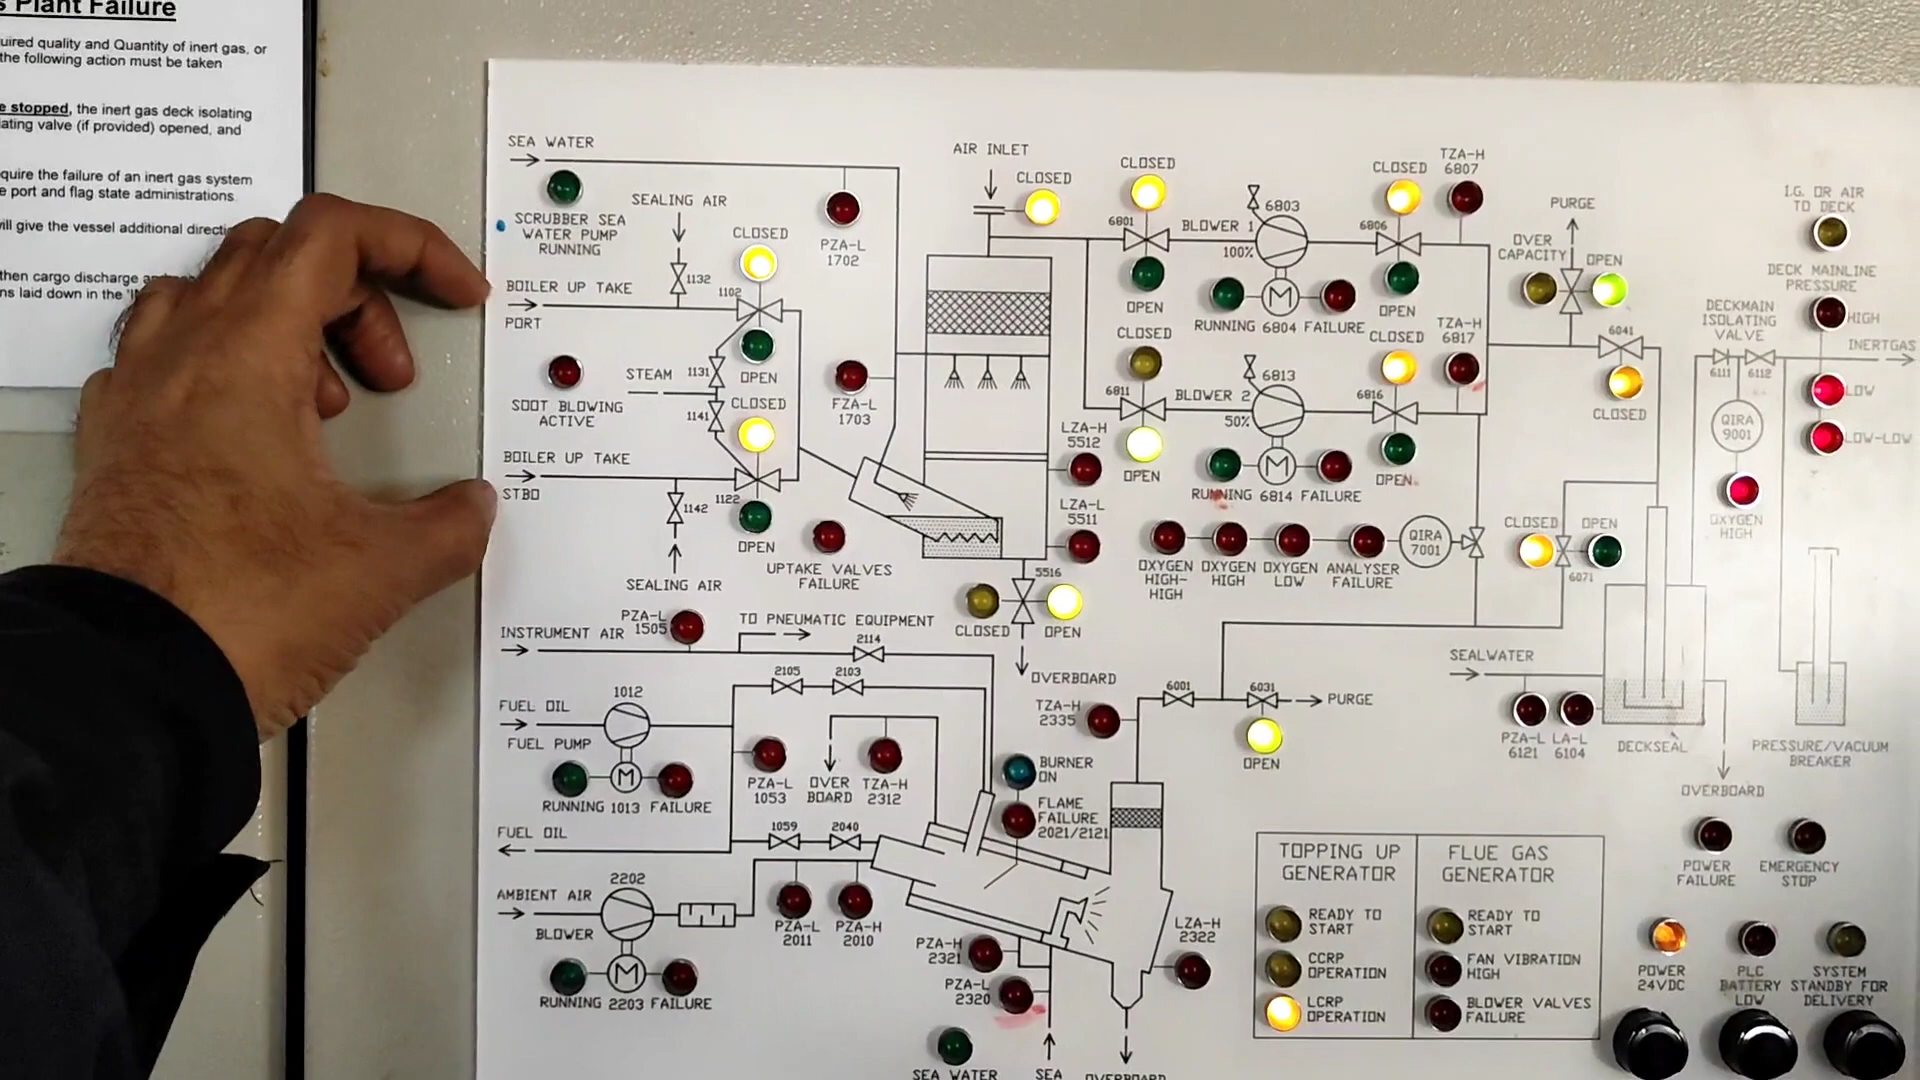 s Plant Failure
uired quality and Quantity of inert gas, or
the following action must be taken
e stopped, the inert gas deck isolating
ating valve (if provided) opened, and
quire the failure of an inert gas system
e port and flag state administrations
vill give the vessel additional
then cargo discharge
ns laid down in the
SEA WATER
SCRUBBER SEA
WATER PUMP
RUNNING
SEALING AIR
1132
CLOSED
1102
BOILER UP TAKE
PORT
OPEN
STEAM
1131
1141
SOOT BLOWING
ACTIVE
CLOSED
BOILER UP TAKE
STBD
1122
1142
OPEN
SEALING AIR
UPTAKE VALVES
FAILURE
PZA-L
1702
FZA-L
1703
AIR INLET
CLOSED
CLOSED
6801
OPEN
BLOWER 1
100%
6803
M
RUNNING 6804 FAILURE
CLOSED
6806
OPEN
TZA-H
6807
CLOSED
6811
OPEN
BLOWER 2
50%
6813
M
RUNNING 6814 FAILURE
CLOSED
6816
OPEN
TZA-H
6817
LZA-H
5512
LZA-L
5511
5516
CLOSED
OPEN
OVERBOARD
OXYGEN
HIGH-
HIGH
OXYGEN
HIGH
OXYGEN
LOW
ANALYSER
FAILURE
QIRA
7001
PURGE
OVER
CAPACITY
OPEN
6041
CLOSED
CLOSED
OPEN
6071
I.G. OR AIR
TO DECK
DECK MAINLINE
PRESSURE
HIGH
DECKMAIN
ISOLATING
VALVE
6111
6112
INERTGAS
LOW
LOW-LOW
QIRA
9001
OXYGEN
HIGH
SEALWATER
PZA-L
6121
LA-L
6104
DECKSEAL
PRESSURE/VACUUM
BREAKER
OVERBOARD
INSTRUMENT AIR
PZA-L
1505
TO PNEUMATIC EQUIPMENT
2114
2105
2103
FUEL OIL
FUEL PUMP
1012
M
RUNNING 1013 FAILURE
PZA-L
1053
OVER
BOARD
TZA-H
2312
BURNER
ON
FLAME
FAILURE
2021/2121
TZA-H
2335
6001
6031
PURGE
OPEN
FUEL OIL
1059
2040
AMBIENT AIR
BLOWER
2202
M
RUNNING 2203 FAILURE
PZA-L
2011
PZA-H
2010
PZA-H
2321
PZA-L
2320
LZA-H
2322
SEA WATER
SEA
OVERBOARD
TOPPING UP
GENERATOR
READY TO
START
CCRP
OPERATION
LCRP
OPERATION
FLUE GAS
GENERATOR
READY TO
START
FAN VIBRATION
HIGH
BLOWER VALVES
FAILURE
POWER
FAILURE
EMERGENCY
STOP
POWER
24VDC
PLC
BATTERY
LOW
SYSTEM
STANDBY FOR
DELIVERY